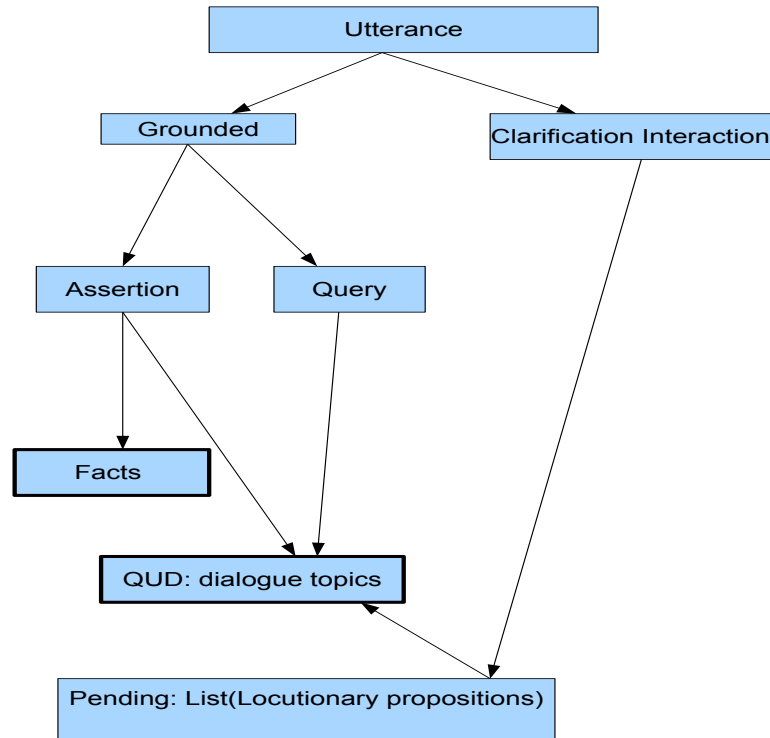 Utterance
Grounded
Clarification Interaction
Assertion
Query
Facts
QUD: dialogue topics
Pending: List(Locutionary propositions)